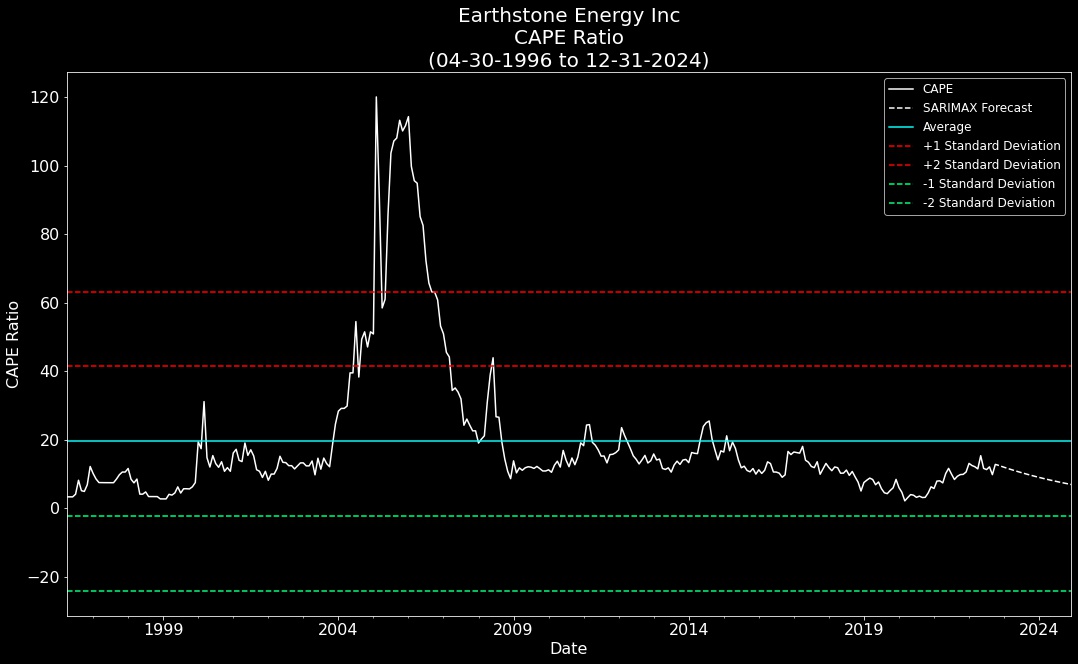 Earthstone Energy Inc
CAPE Ratio
(04-30-1996 to 12-31-2024)
CAPE
SARIMAX Forecast
Average
+1 Standard Deviation
+2 Standard Deviation
-1 Standard Deviation
-2 Standard Deviation
120
100
80
60
40
20
0
−20
CAPE Ratio
1999
2004
2009
2014
2019
2024
Date